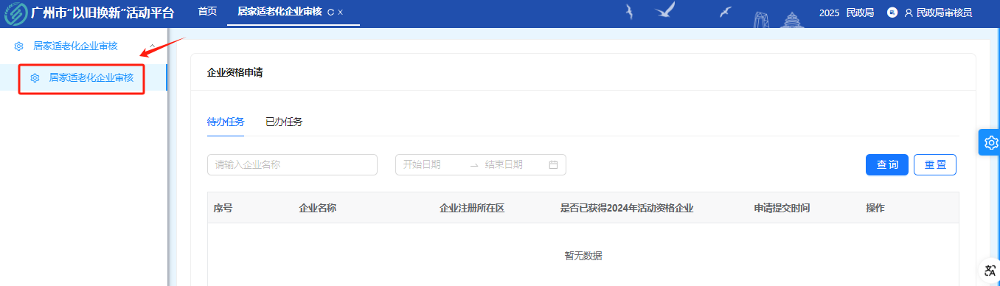 广州市“以旧换新”活动平台 首页 居家适老化企业审核 2025 民政局 民政局审核员
居家适老化企业审核
居家适老化企业审核
企业资格申请
待办任务 已办任务
请输入企业名称 开始日期 → 结束日期 查 询 重 置
序号 企业名称 企业注册所在区 是否已获得2024年活动资格企业 申请提交时间 操作
暂无数据